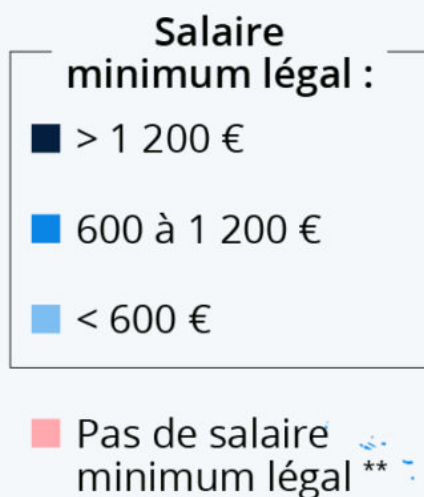 Salaire
minimum légal :
> 1 200 €
600 à 1 200 €
< 600 €
Pas de salaire
minimum légal **